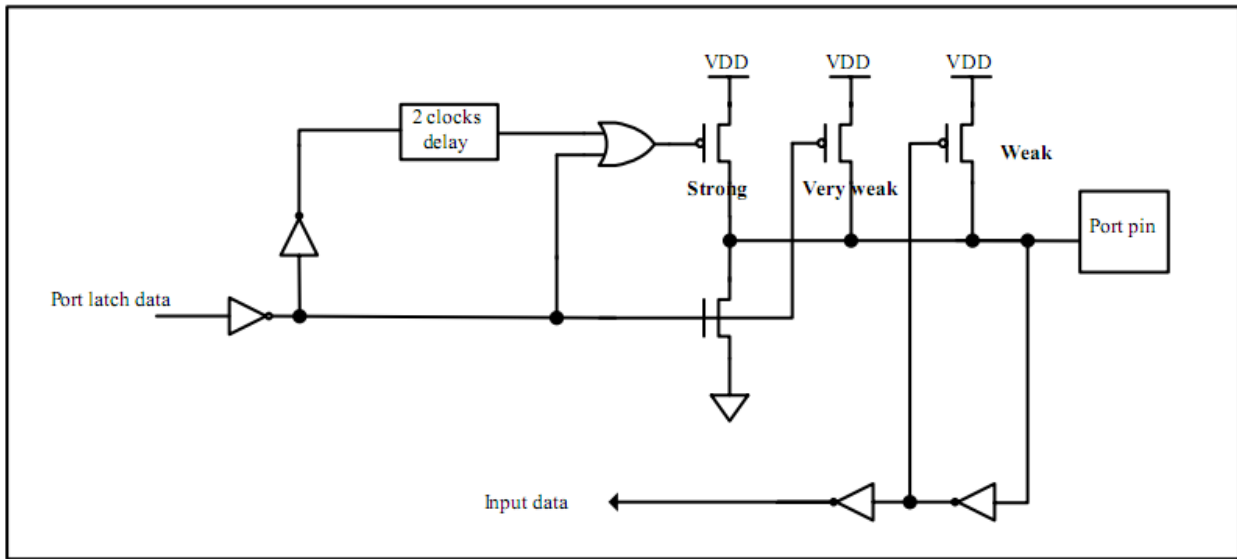 VDD
VDD
VDD
2 clocks
delay
Strong
Very weak
Weak
Port pin
Port latch data
Input data